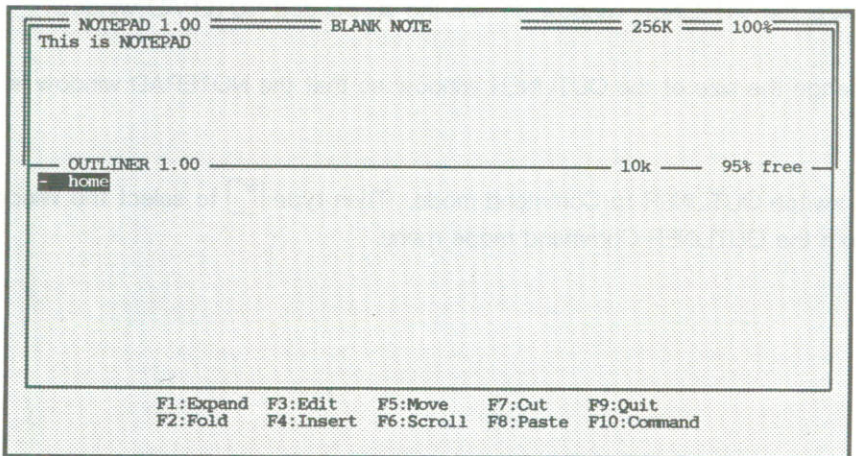 NOTEPAD 1.00 BLANK NOTE 256K 100%
This is NOTEPAD
OUTLINER 1.00 10k 95% free
- home
F1:Expand F3:Edit F5:Move F7:Cut F9:Quit
F2:Fold F4:Insert F6:Scroll F8:Paste F10:Command